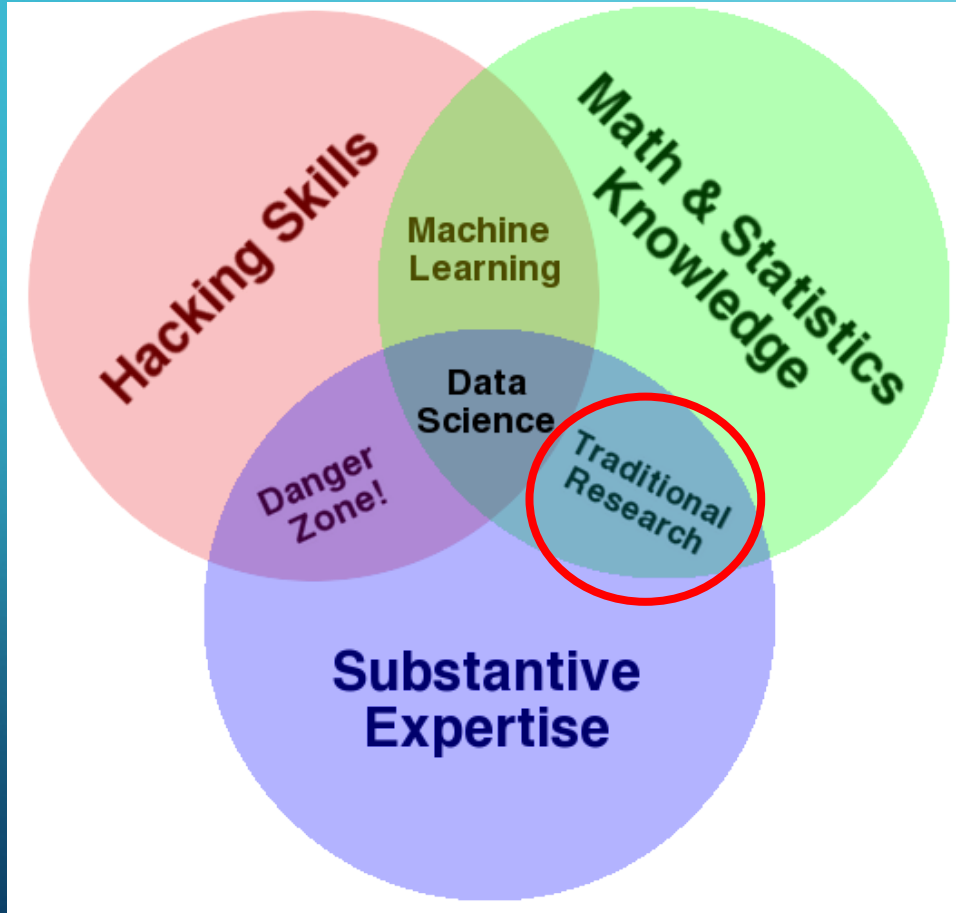 Hacking Skills
Math & Statistics
Knowledge
Machine
Learning
Data
Science
Danger
Zone!
Traditional
Research
Substantive
Expertise